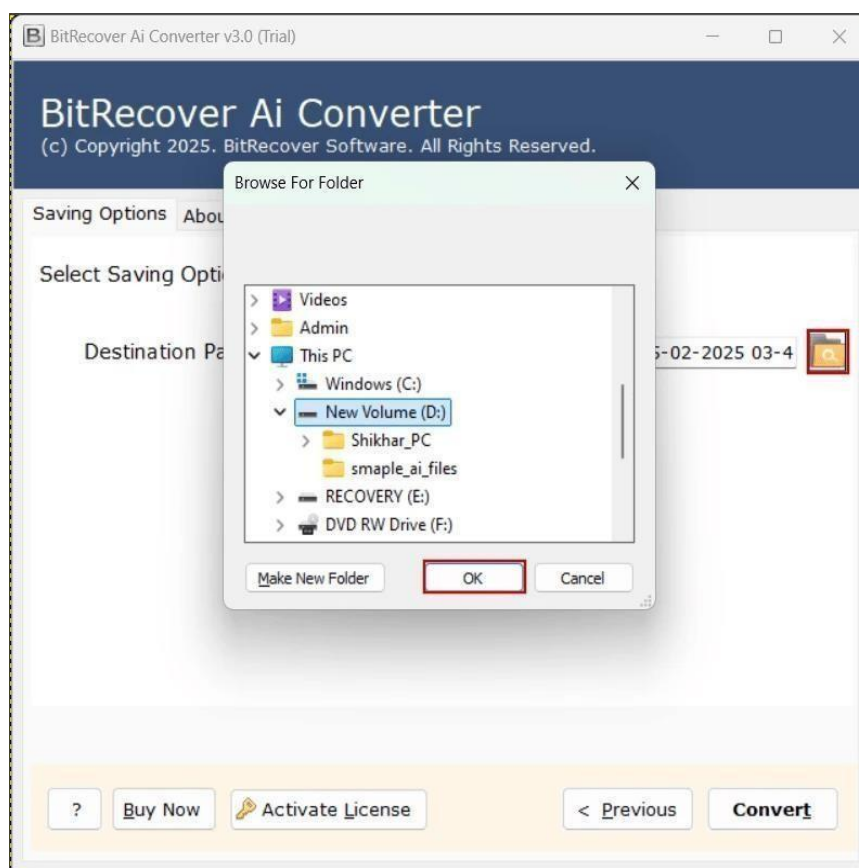 BitRecover Ai Converter v3.0 (Trial)
BitRecover Ai Converter
(c) Copyright 2025. BitRecover Software. All Rights Reserved.
Browse For Folder
Saving Options
Select Saving
Videos
Admin
This PC
Destination
-02-2025 03-4
Windows (C:)
New Volume (D:)
Shikhar_PC
smaple_ai_files
RECOVERY (E:)
DVD RW Drive (F:)
Make New Folder OK Cancel
? Buy Now Activate License < Previous Convert